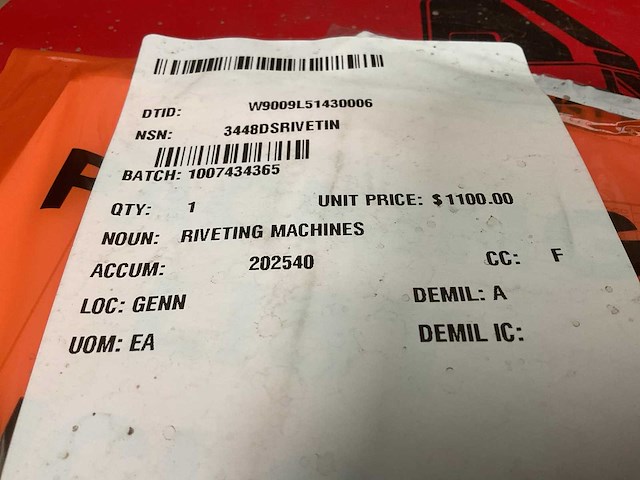 DTID: W9009L51430006
NSN: 3448DSRIVETIN
BATCH: 1007434365
QTY: 1 UNIT PRICE: $1100.00
NOUN: RIVETING MACHINES
ACCUM: 202540 CC: F
LOC: GENN DEMIL: A
UOM: EA DEMIL IC: